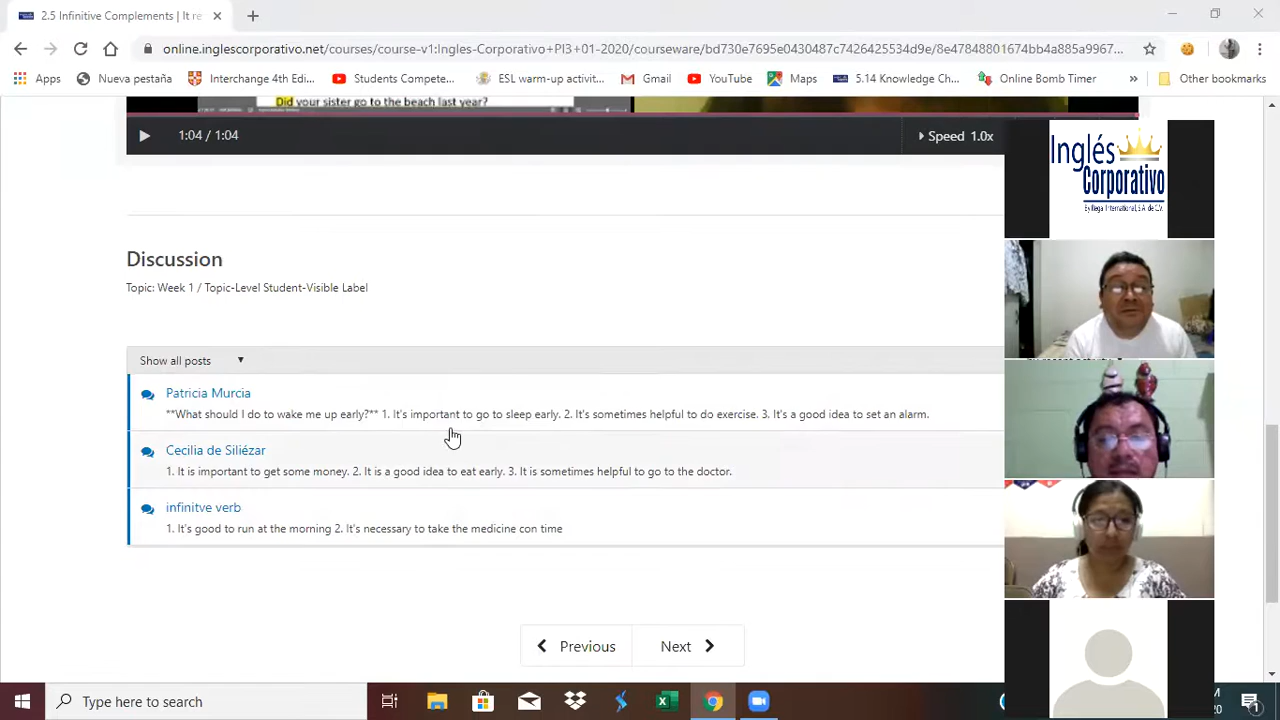 2.5 Infinitive Complements | It re
online.inglescorporativo.net/courses/course-v1:Ingles-Corporativo+PI3+01-2020/courseware/bd730e7695e0430487c7426425534d9e/8e47848801674bb4a885a9967...
Apps Nueva pestaña Interchange 4th Edi... Students Compete... ESL warm-up activit... Gmail YouTube Maps 5.14 Knowledge Ch... Online Bomb Timer » Other bookmarks
Did your sister go to the beach last year?
1:04 / 1:04 Speed 1.0x
Inglés
Corporativo
Discussion
Topic: Week 1 / Topic-Level Student-Visible Label
Show all posts
Patricia Murcia
**What should I do to wake me up early?** 1. It's important to go to sleep early. 2. It's sometimes helpful to do exercise. 3. It's a good idea to set an alarm.
Cecilia de Siliézar
1. It is important to get some money. 2. It is a good idea to eat early. 3. It is sometimes helpful to go to the doctor.
infinitve verb
1. It's good to run at the morning 2. It's necessary to take the medicine con time
Previous Next
Type here to search